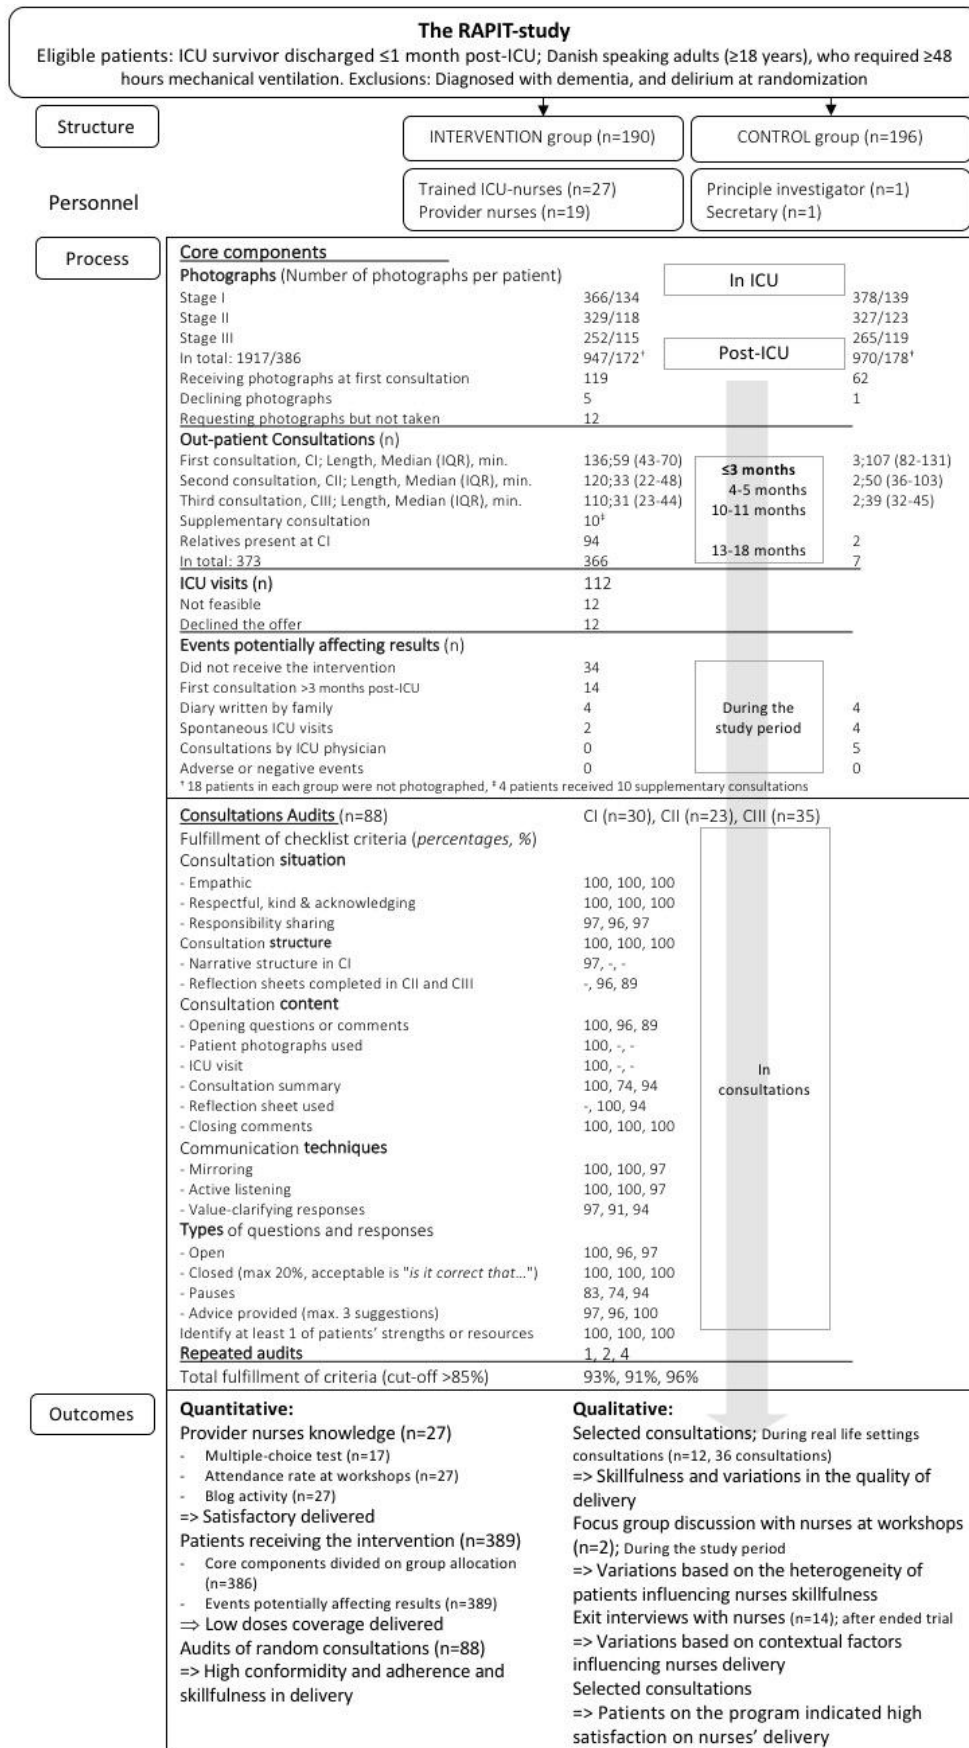 The RAPIT-study
Eligible patients: ICU survivor discharged ≤1 month post-ICU; Danish speaking adults (≥18 years), who required ≥48
hours mechanical ventilation. Exclusions: Diagnosed with dementia, and delirium at randomization
Structure
INTERVENTION group (n=190)
CONTROL group (n=196)
Personnel
Trained ICU-nurses (n=27)
Provider nurses (n=19)
Principle investigator (n=1)
Secretary (n=1)
Process
Core components
Photographs (Number of photographs per patient)
In ICU
Stage I 366/134 378/139
Stage II 329/118 327/123
Stage III 252/115 265/119
In total: 1917/386 947/172† Post-ICU 970/178†
Receiving photographs at first consultation 119 62
Declining photographs 5 1
Requesting photographs but not taken 12
Out-patient Consultations (n)
First consultation, CI; Length, Median (IQR), min. 136;59 (43-70) ≤3 months 3;107 (82-131)
Second consultation, CII; Length, Median (IQR), min. 120;33 (22-48) 4-5 months 2;50 (36-103)
Third consultation, CIII; Length, Median (IQR), min. 110;31 (23-44) 10-11 months 2;39 (32-45)
Supplementary consultation 10‡
Relatives present at CI 94 13-18 months 2
In total: 373 366 7
ICU visits (n) 112
Not feasible 12
Declined the offer 12
Events potentially affecting results (n)
Did not receive the intervention 34
First consultation >3 months post-ICU 14
Diary written by family 4 During the 4
Spontaneous ICU visits 2 study period 4
Consultations by ICU physician 0 5
Adverse or negative events 0 0
† 18 patients in each group were not photographed, ‡ 4 patients received 10 supplementary consultations
Consultations Audits (n=88) CI (n=30), CII (n=23), CIII (n=35)
Fulfillment of checklist criteria (percentages, %)
Consultation situation
- Empathic 100, 100, 100
- Respectful, kind & acknowledging 100, 100, 100
- Responsibility sharing 97, 96, 97
Consultation structure 100, 100, 100
- Narrative structure in CI 97, -, -
- Reflection sheets completed in CII and CIII -, 96, 89
Consultation content
- Opening questions or comments 100, 96, 89
- Patient photographs used 100, -, -
- ICU visit 100, -, -
In
consultations
- Consultation summary 100, 74, 94
- Reflection sheet used -, 100, 94
- Closing comments 100, 100, 100
Communication techniques
- Mirroring 100, 100, 97
- Active listening 100, 100, 97
- Value-clarifying responses 97, 91, 94
Types of questions and responses
- Open 100, 96, 97
- Closed (max 20%, acceptable is "is it correct that...") 100, 100, 100
- Pauses 83, 74, 94
- Advice provided (max. 3 suggestions) 97, 96, 100
Identify at least 1 of patients' strengths or resources 100, 100, 100
Repeated audits 1, 2, 4
Total fulfillment of criteria (cut-off >85%) 93%, 91%, 96%
Outcomes
Quantitative:
Provider nurses knowledge (n=27)
- Multiple-choice test (n=17)
- Attendance rate at workshops (n=27)
- Blog activity (n=27)
=> Satisfactory delivered
Patients receiving the intervention (n=389)
- Core components divided on group allocation
(n=386)
- Events potentially affecting results (n=389)
⇒ Low doses coverage delivered
Audits of random consultations (n=88)
=> High conformity and adherence and
skillfulness in delivery
Qualitative:
Selected consultations; During real life settings
consultations (n=12, 36 consultations)
=> Skillfulness and variations in the quality of
delivery
Focus group discussion with nurses at workshops
(n=2); During the study period
=> Variations based on the heterogeneity of
patients influencing nurses skillfulness
Exit interviews with nurses (n=14); after ended trial
=> Variations based on contextual factors
influencing nurses delivery
Selected consultations
=> Patients on the program indicated high
satisfaction on nurses' delivery